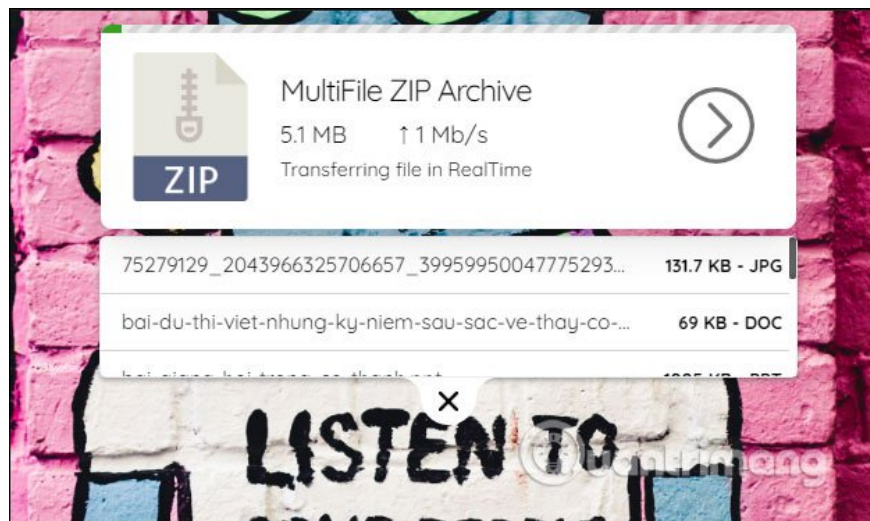 MultiFile ZIP Archive
5.1 MB ↑ 1 Mb/s
Transferring file in RealTime
ZIP
75279129_2043966325706657_39959950047775293... 131.7 KB - JPG
bai-du-thi-viet-nhung-ky-niem-sau-sac-ve-thay-co-... 69 KB - DOC
LISTEN TO
Quantrimang